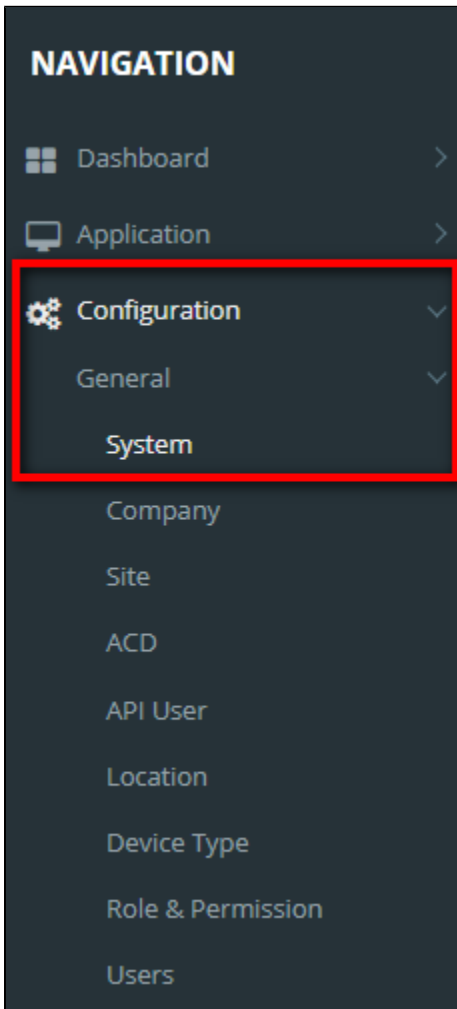 NAVIGATION
Dashboard
Application
Configuration
General
System
Company
Site
ACD
API User
Location
Device Type
Role & Permission
Users